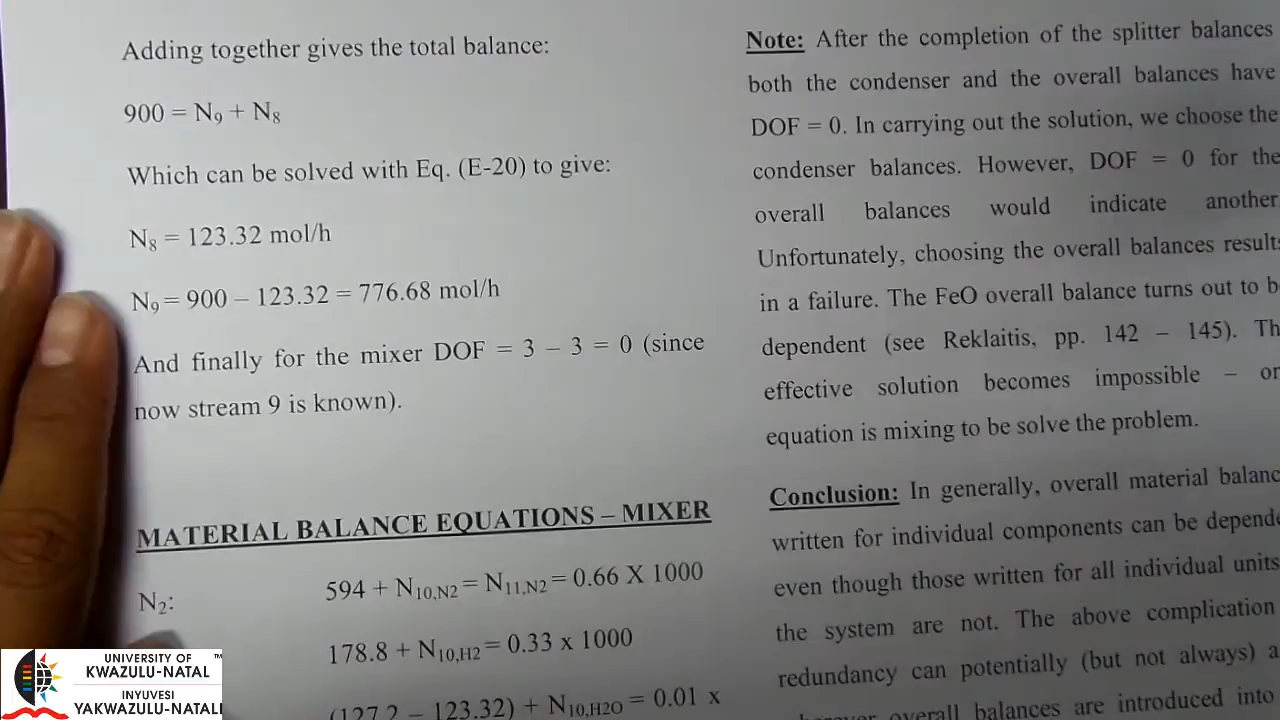 Adding together gives the total balance:
900 = N9 + N8
Which can be solved with Eq. (E-20) to give:
N8 = 123.32 mol/h
N9 = 900 – 123.32 = 776.68 mol/h
And finally for the mixer DOF = 3 – 3 = 0 (since
now stream 9 is known).
MATERIAL BALANCE EQUATIONS – MIXER
N2: 594 + N10,N2 = N11,N2 = 0.66 X 1000
178.8 + N10,H2 = 0.33 x 1000
(127.2 – 123.32) + N10,H2O = 0.01 x
Note: After the completion of the splitter balances
both the condenser and the overall balances have
DOF = 0. In carrying out the solution, we choose the
condenser balances. However, DOF = 0 for the
overall balances would indicate another
Unfortunately, choosing the overall balances results
in a failure. The FeO overall balance turns out to b
dependent (see Reklaitis, pp. 142 – 145). Th
effective solution becomes impossible – on
equation is mixing to be solve the problem.
Conclusion: In generally, overall material balanc
written for individual components can be depend
even though those written for all individual units
the system are not. The above complication
redundancy can potentially (but not always) a
overall balances are introduced into
UNIVERSITY OF TM
KWAZULU-NATAL
INYUVESI
YAKWAZULU-NATALI